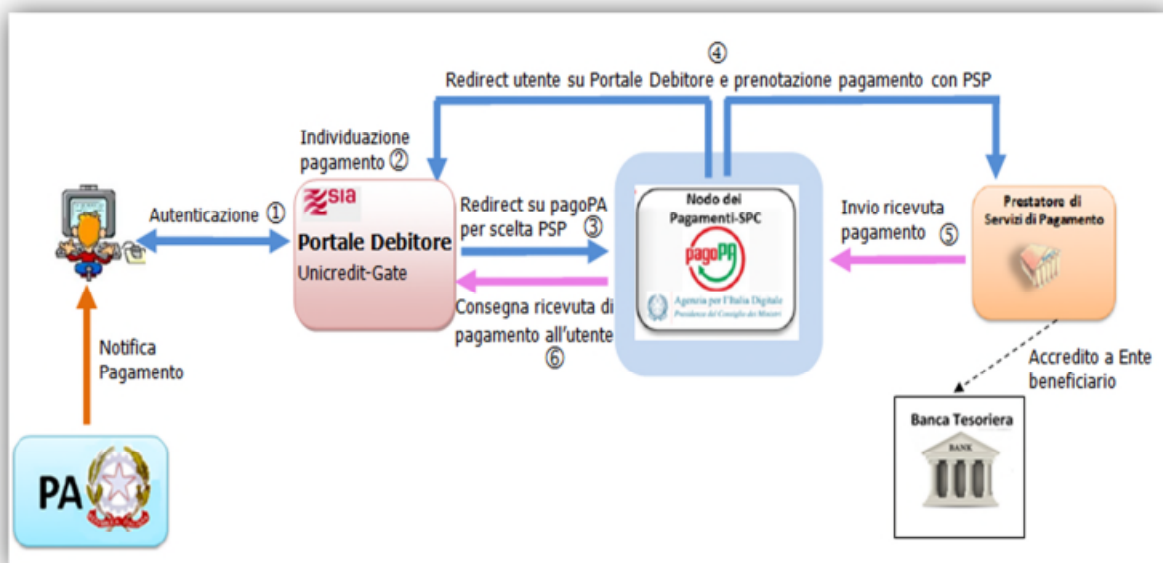 ④
Redirect utente su Portale Debitore e prenotazione pagamento con PSP
Individuazione
pagamento ②
Autenticazione ①
sia
Portale Debitore
Unicredit-Gate
Redirect su pagoPA
per scelta PSP ③
Consegna ricevuta di
pagamento all'utente
⑥
Nodo dei
Pagamenti-SPC
pagoPA
Agenzia per l'Italia Digitale
Presidenza del Consiglio dei Ministri
Invio ricevuta
pagamento ⑤
Prestatore di
Servizi di Pagamento
Notifica
Pagamento
PA
Accredito a Ente
beneficiario
Banca Tesoriera
BANK